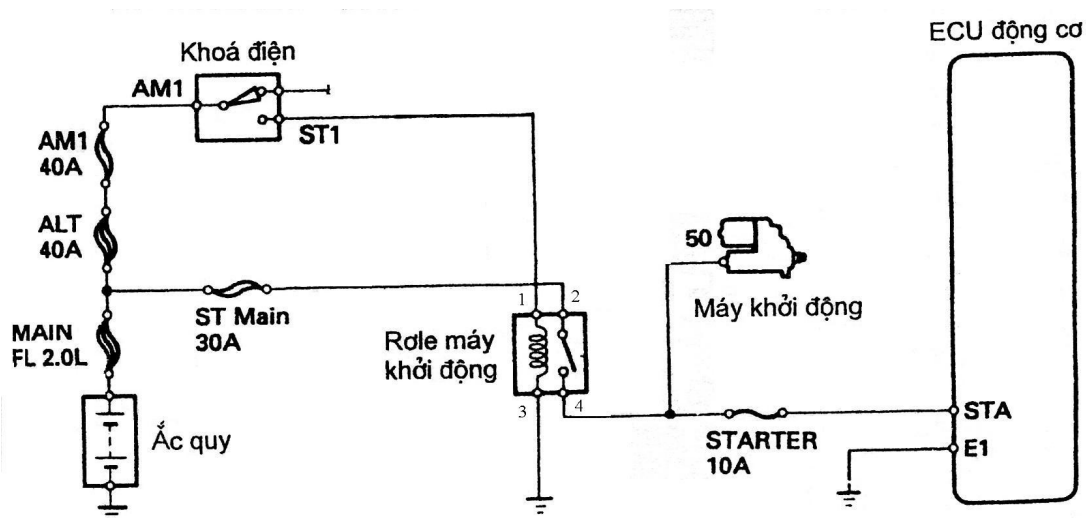 ECU động cơ
Khoá điện
AM1
ST1
AM1
40A
ALT
40A
50
Máy khởi động
ST Main
30A
1
2
MAIN
FL 2.0L
Rơle máy
khởi động
3
4
STA
STARTER
10A
E1
Ắc quy